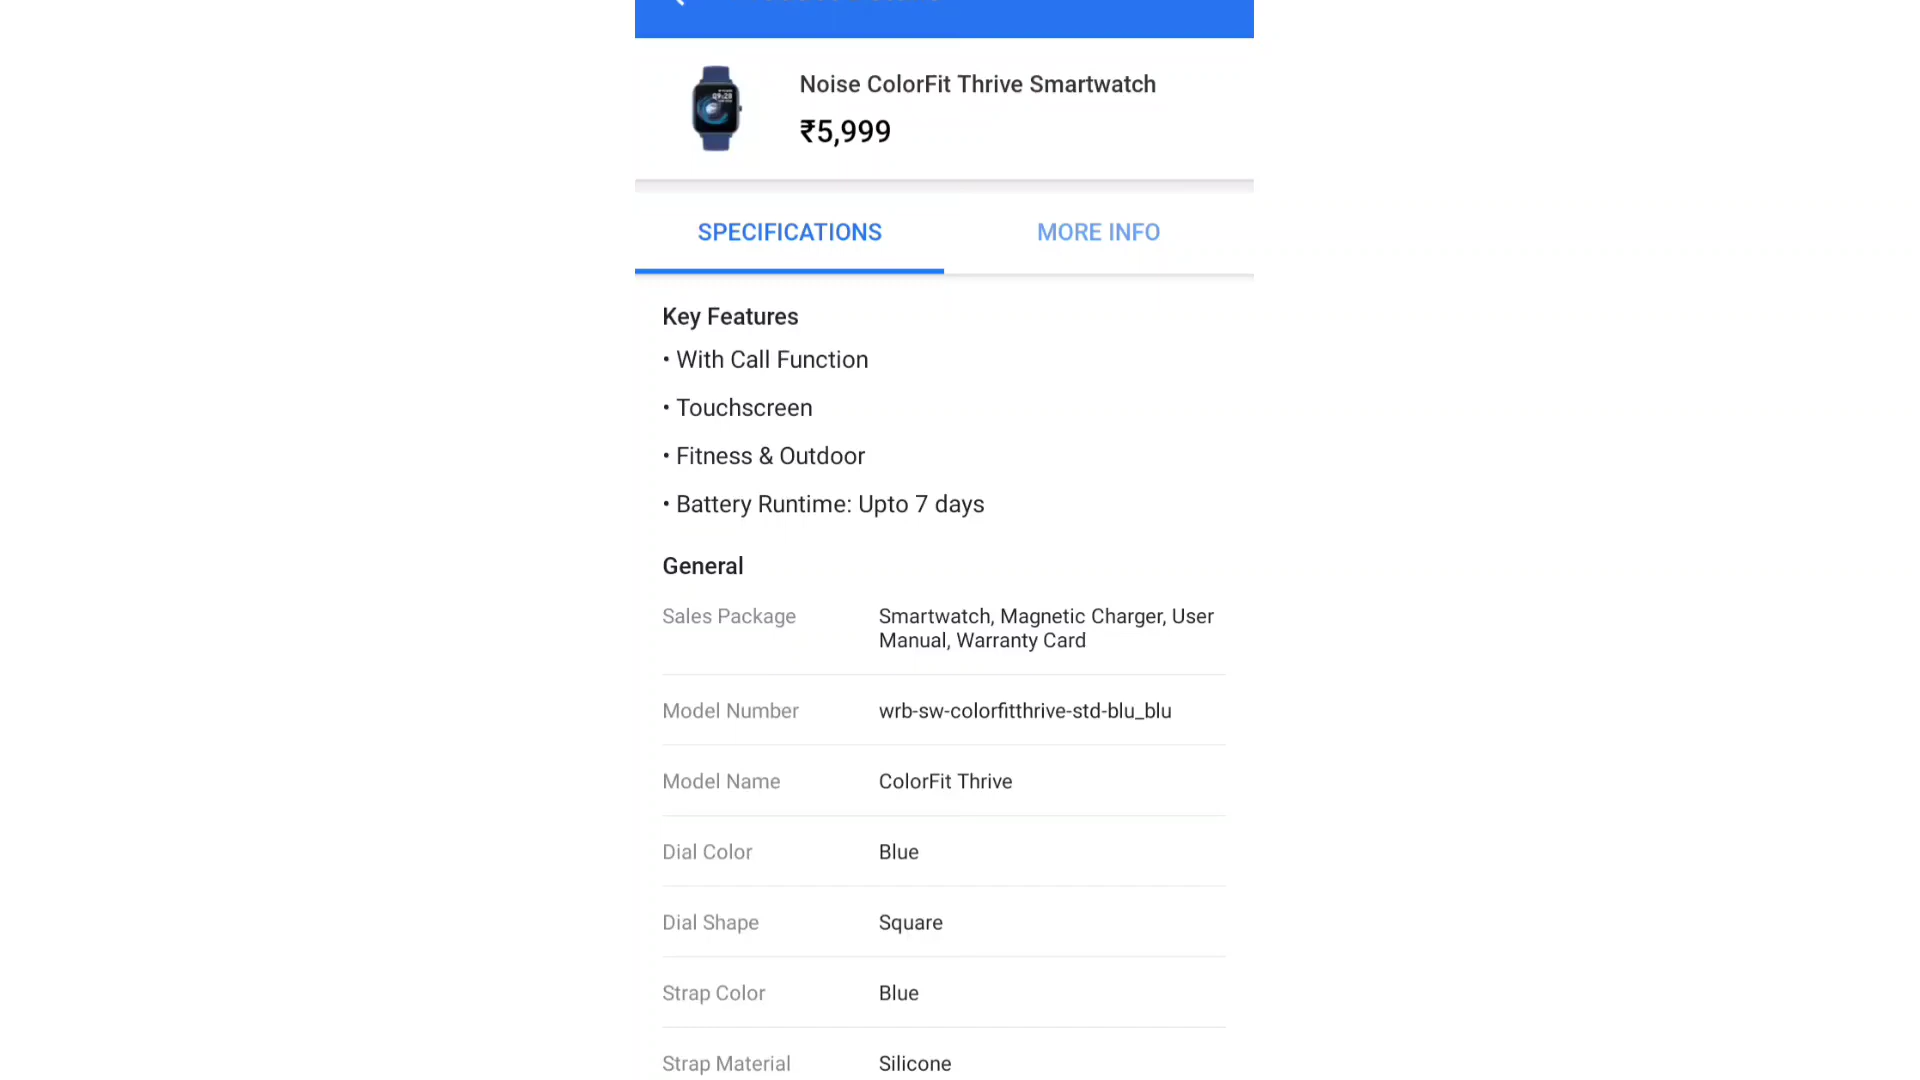 Noise ColorFit Thrive Smartwatch
₹5,999
SPECIFICATIONS
MORE INFO
Key Features
• With Call Function
• Touchscreen
• Fitness & Outdoor
• Battery Runtime: Upto 7 days
General
Sales Package
Smartwatch, Magnetic Charger, User
Manual, Warranty Card
Model Number
wrb-sw-colorfitthrive-std-blu_blu
Model Name
ColorFit Thrive
Dial Color
Blue
Dial Shape
Square
Strap Color
Blue
Strap Material
Silicone